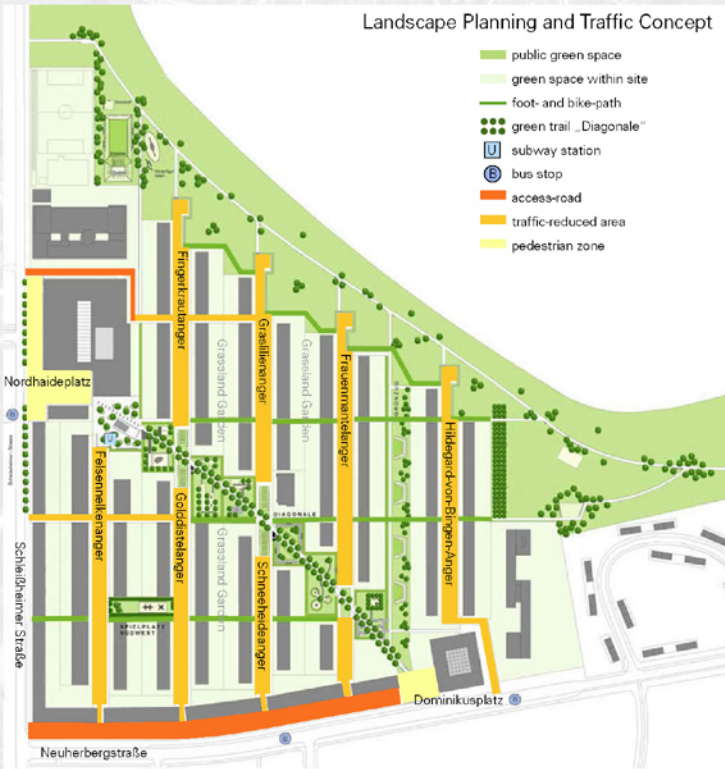 Landscape Planning and Traffic Concept
public green space
green space within site
foot- and bike-path
green trail „Diagonale“
U
subway station
B
bus stop
access-road
traffic-reduced area
pedestrian zone
Fingerkrautanger
Graslilienanger
Frauenmantelanger
Hildegard-von-Bingen-Anger
Grassland Garden
Grassland Garden
Nordhaideplatz
B
U
Felsennelkenanger
Golddistelanger
DIAGONALE
Grassland Garden
Schneeheideanger
Schleißheimer Straße
SPIELPLATZ
SÜDWEST
Dominikusplatz
B
Neuherbergstraße
B